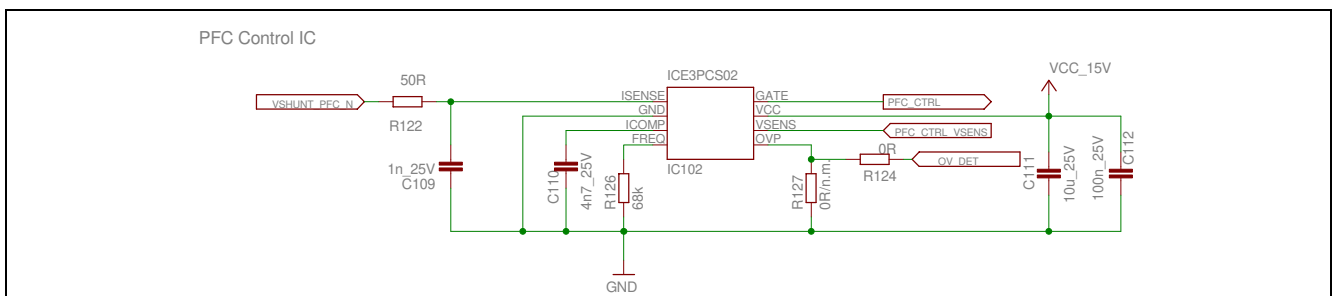 PFC Control IC
ICE3PCS02
VCC_15V
50R
VSHUNT_PFC_N
R122
ISENSE
GND
ICOMP
FREQ
GATE
VCC
VSENS
OVP
IC102
PFC_CTRL
PFC_CTRL_VSENS
0R
OV_DET
R124
1n_25V
C109
C110
4n7_25V
R126
68k
R127
0R/n.m.
C111
10u_25V
100n_25V
C112
GND